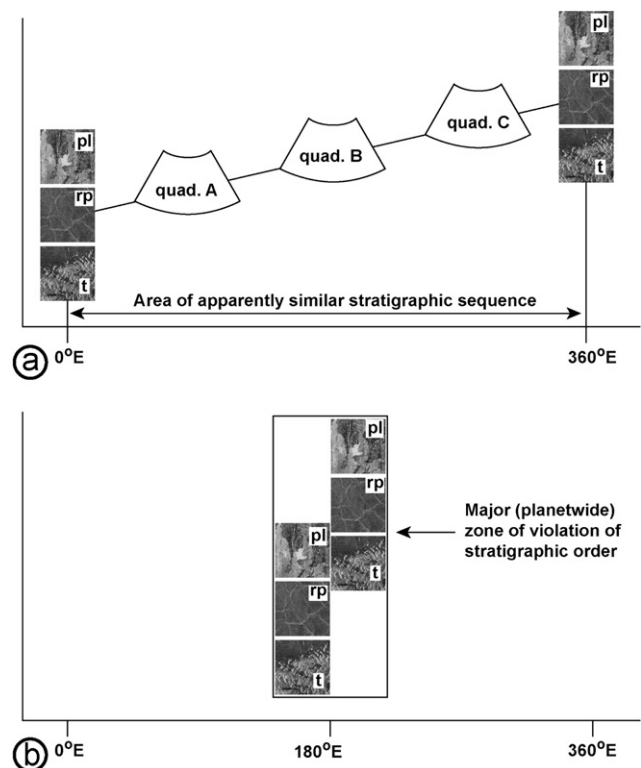 pl
rp
t
quad. A
quad. B
quad. C
pl
rp
t
Area of apparently similar stratigraphic sequence
a
0°E
360°E
pl
rp
t
pl
rp
t
Major (planetwide)
zone of violation of
stratigraphic order
b
0°E
180°E
360°E